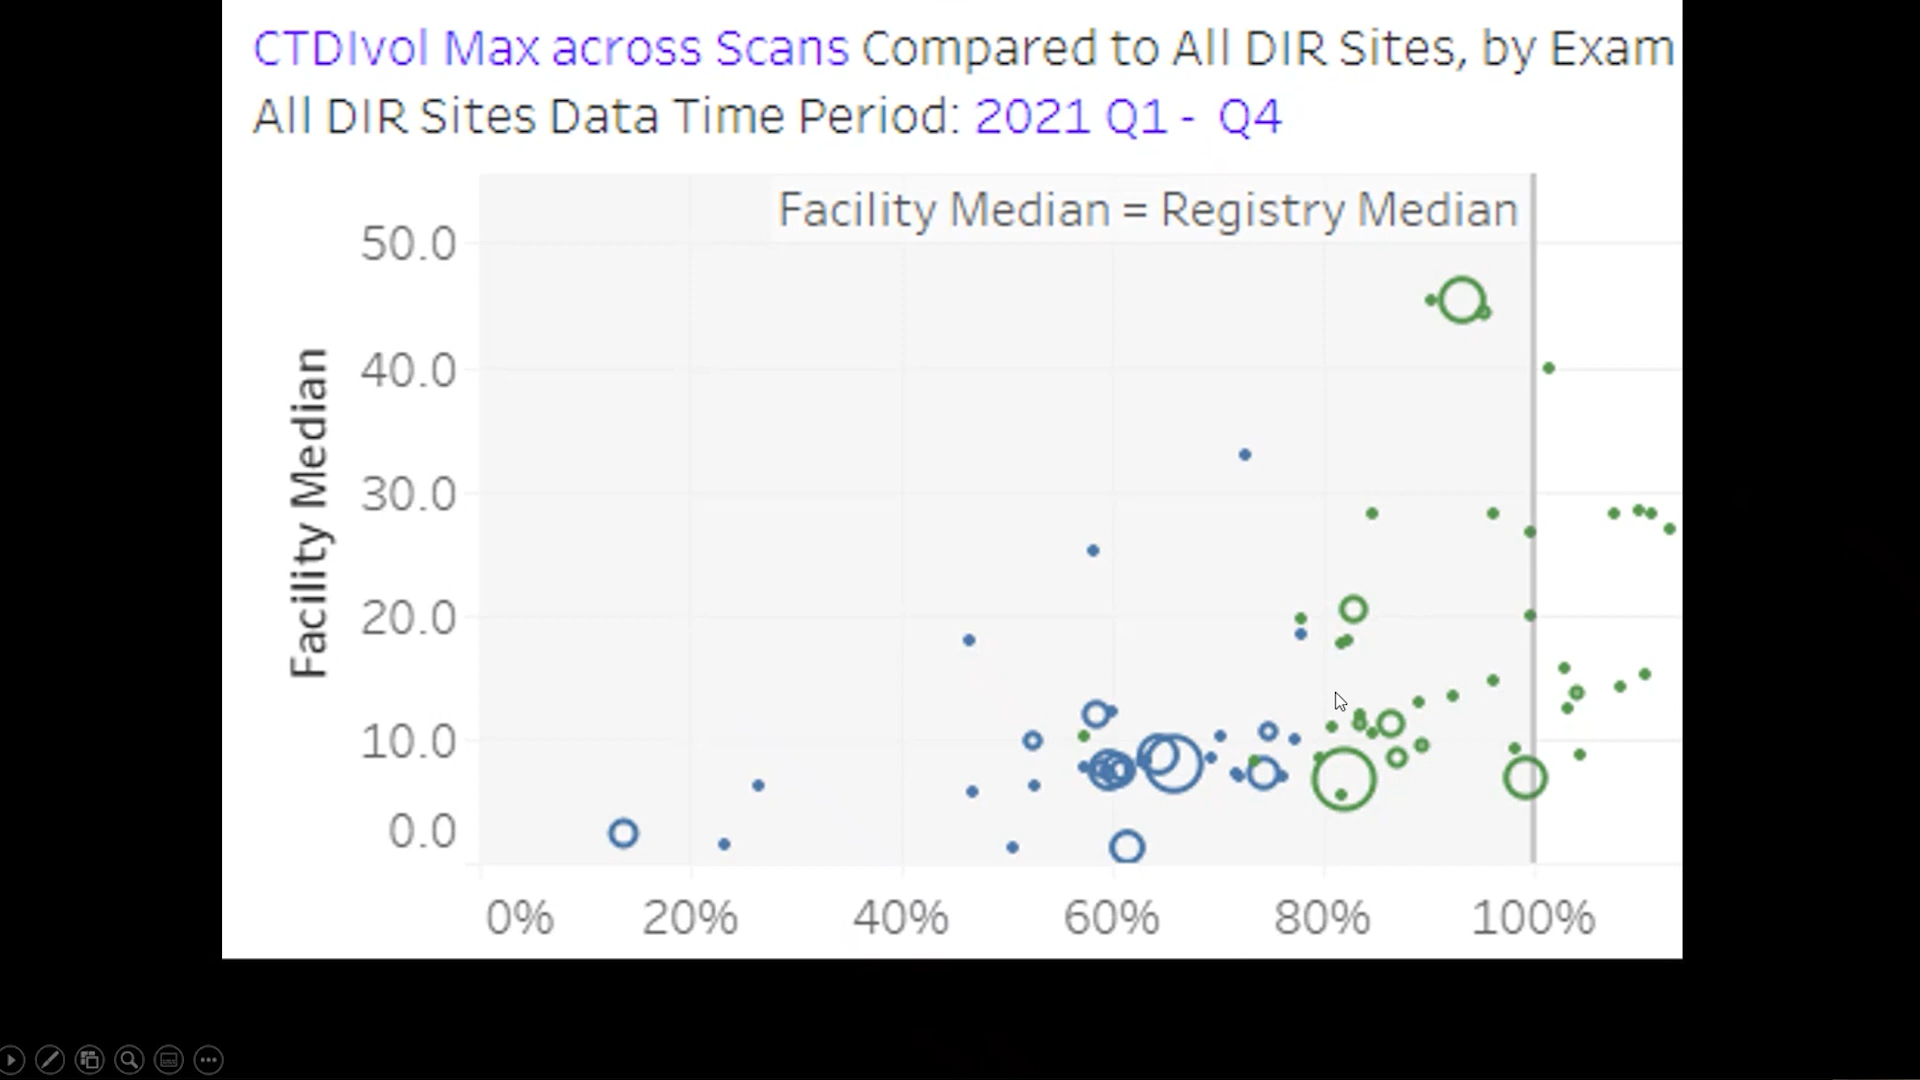 CTDIvol Max across Scans Compared to All DIR Sites, by Exam
All DIR Sites Data Time Period: 2021 Q1 - Q4
Facility Median = Registry Median
50.0
40.0
30.0
20.0
10.0
0.0
Facility Median
0% 20% 40% 60% 80% 100%